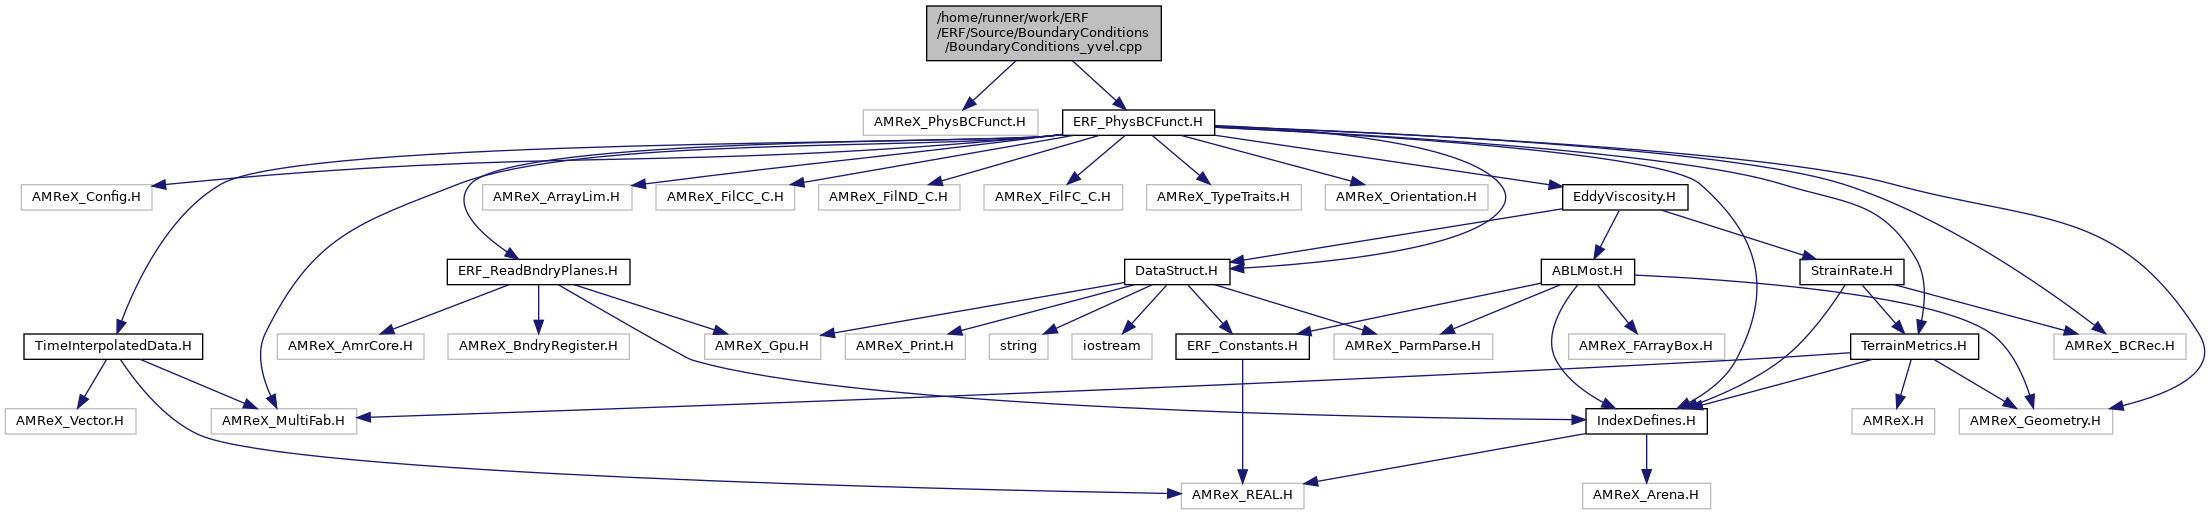 /home/runner/work/ERF
/ERF/Source/BoundaryConditions
/BoundaryConditions_yvel.cpp
AMReX_PhysBCFunct.H
ERF_PhysBCFunct.H
AMReX_Config.H
AMReX_ArrayLim.H
AMReX_FilCC_C.H
AMReX_FilND_C.H
AMReX_FilFC_C.H
AMReX_TypeTraits.H
AMReX_Orientation.H
EddyViscosity.H
ERF_ReadBndryPlanes.H
DataStruct.H
ABLMost.H
StrainRate.H
TimeInterpolatedData.H
AMReX_AmrCore.H
AMReX_BndryRegister.H
AMReX_Gpu.H
AMReX_Print.H
string
iostream
ERF_Constants.H
AMReX_ParmParse.H
AMReX_FArrayBox.H
TerrainMetrics.H
AMReX_BCRec.H
AMReX_Vector.H
AMReX_MultiFab.H
IndexDefines.H
AMReX.H
AMReX_Geometry.H
AMReX_REAL.H
AMReX_Arena.H